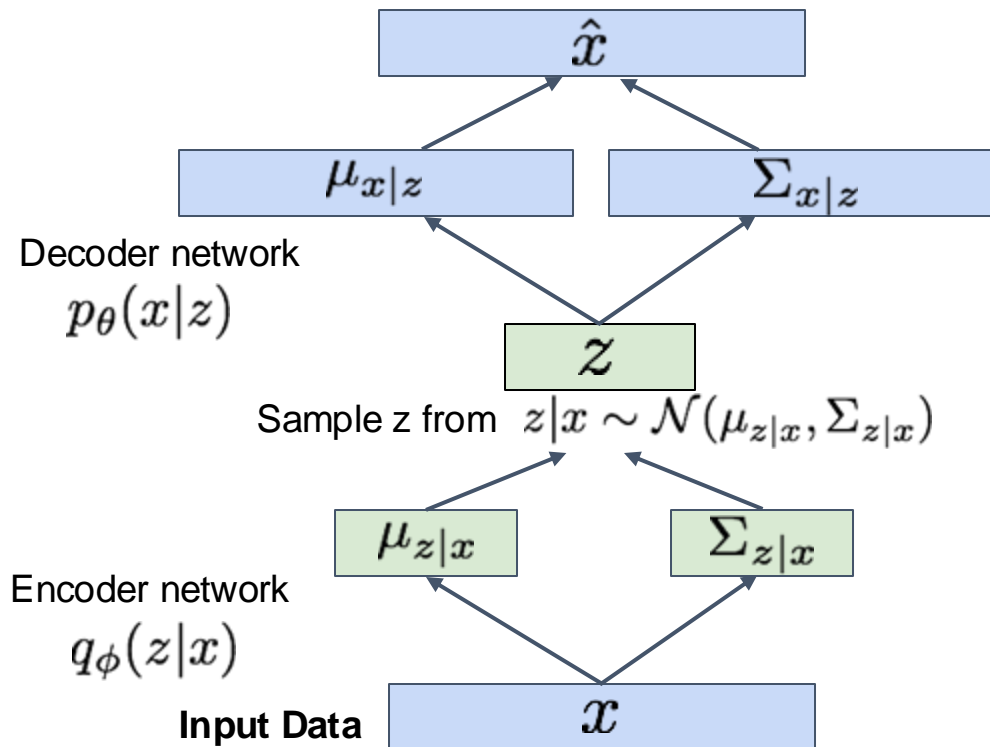 x̂
μ_{x|z}
Σ_{x|z}
Decoder network
p_θ(x|z)
z
Sample z from z|x ∼ 𝒩(μ_{z|x}, Σ_{z|x})
μ_{z|x}
Σ_{z|x}
Encoder network
q_ϕ(z|x)
Input Data
x